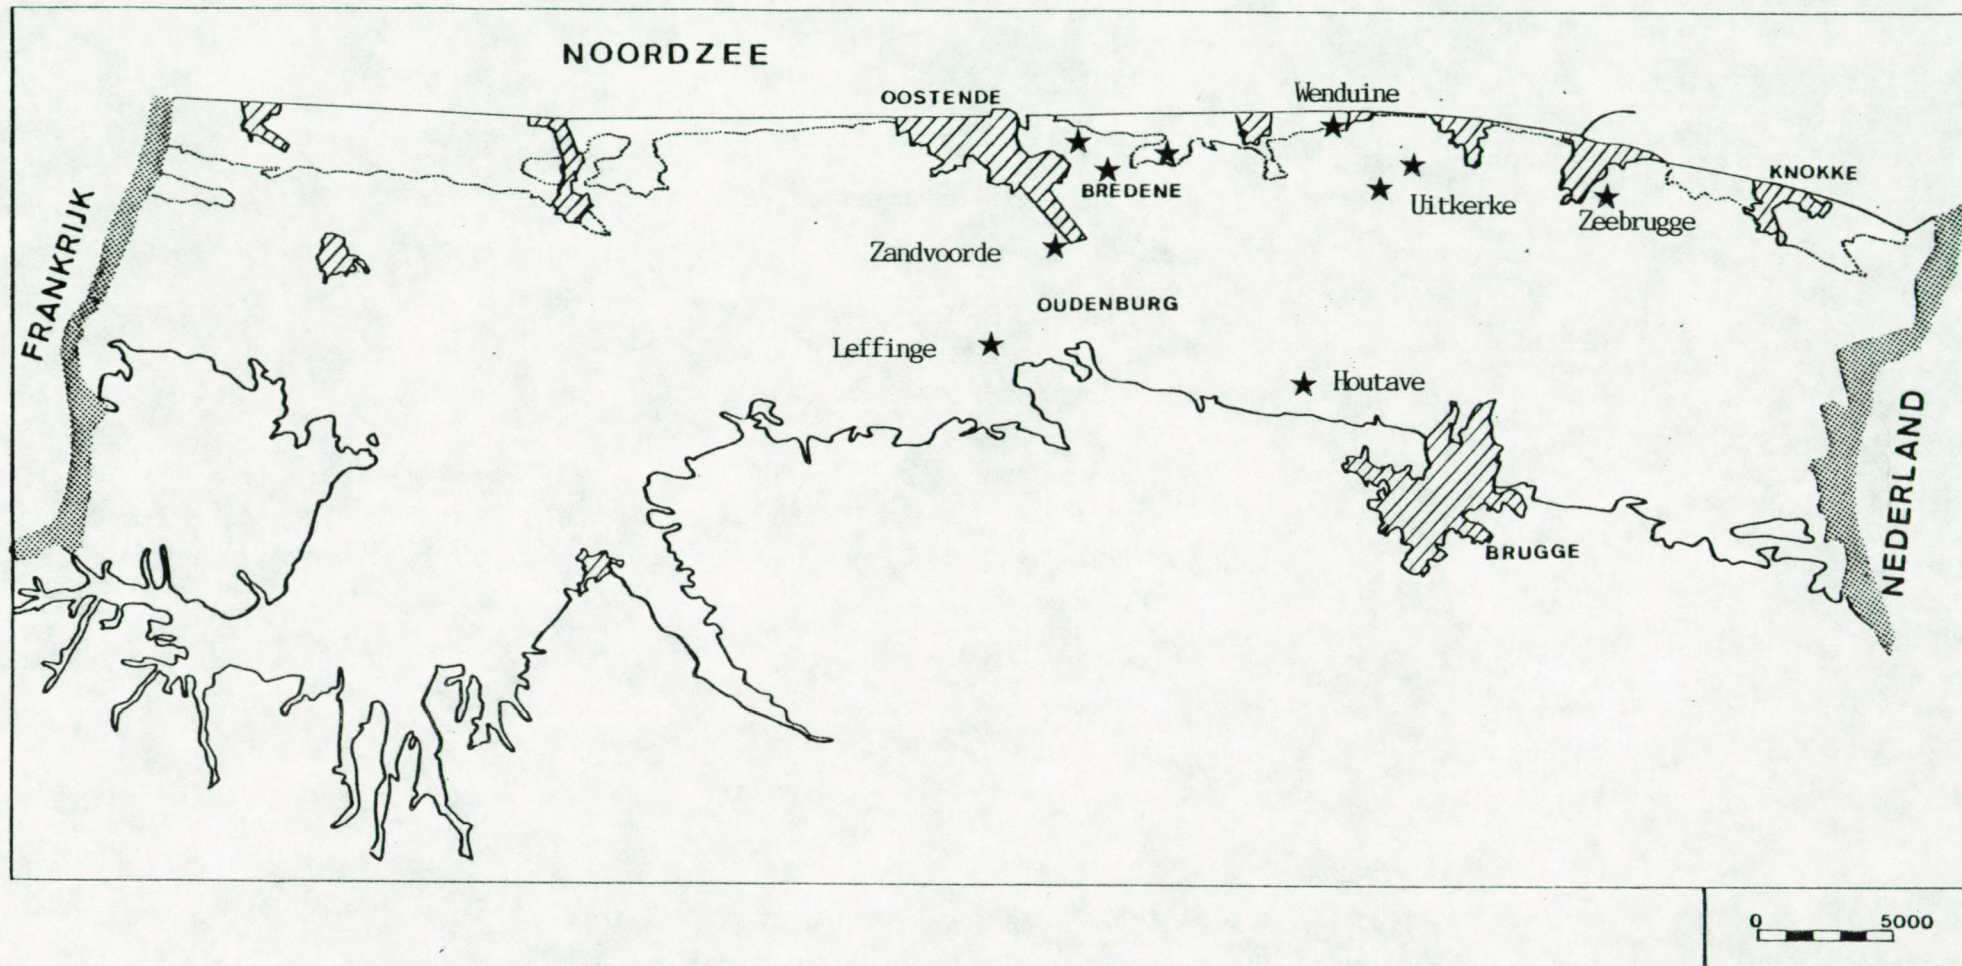 NOORDZEE
OOSTENDE
Wenduine
BREDENE
KNOKKE
Uitkerke
Zeebrugge
FRANKRIJK
Zandvoorde
OUDENBURG
Leffinge
Houtave
NEDERLAND
BRUGGE
0 5000